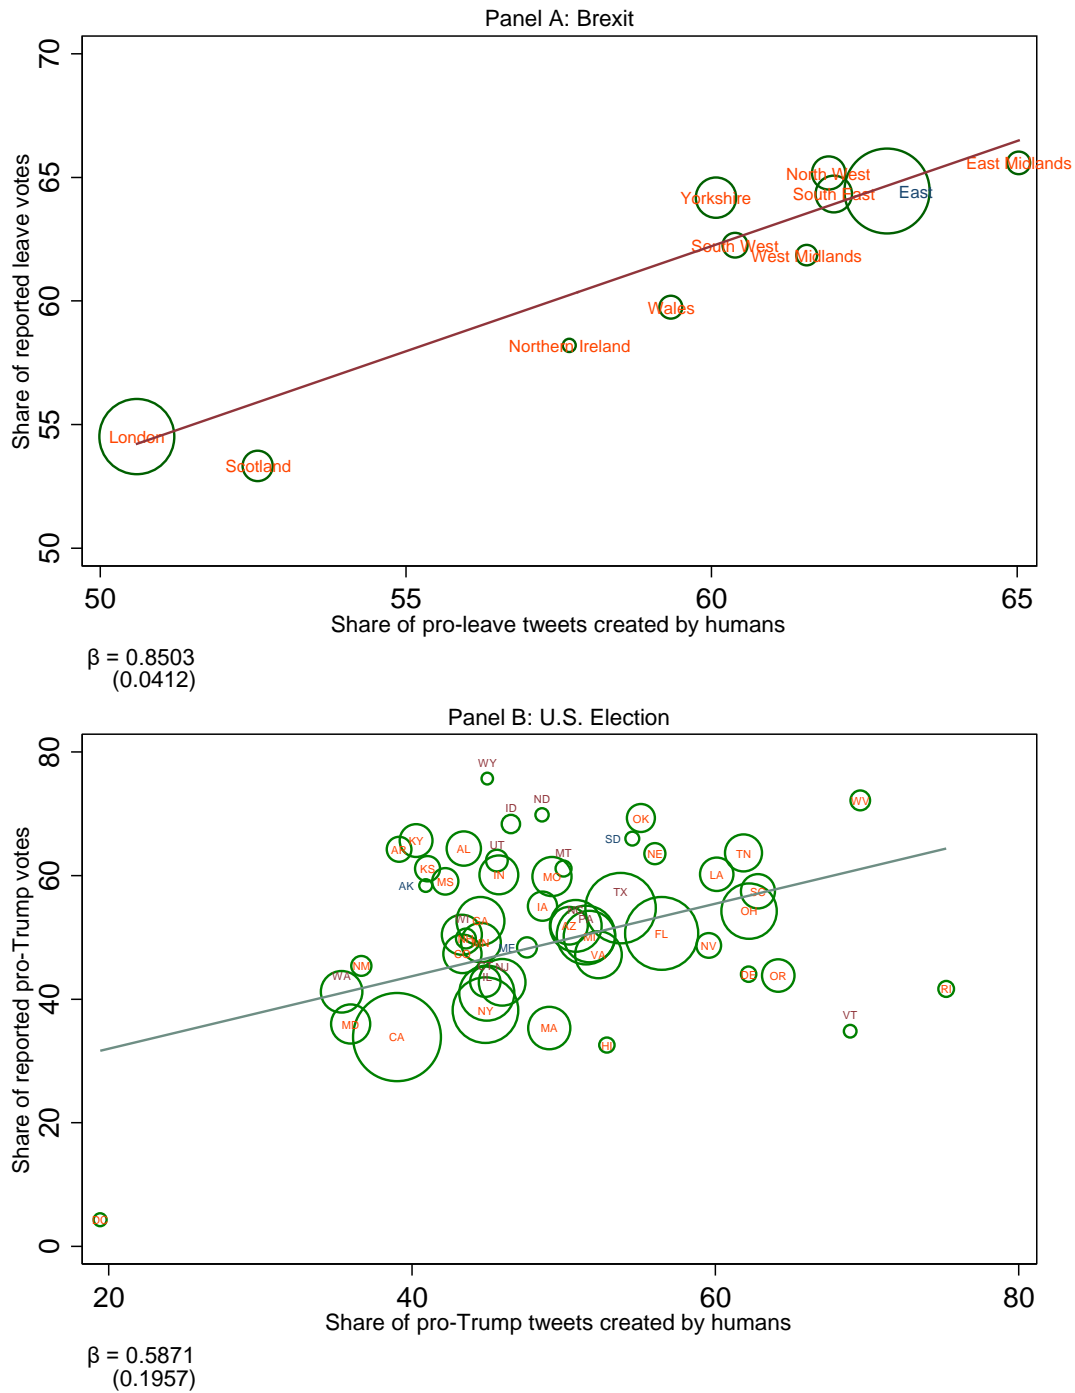 Panel A: Brexit
Share of reported leave votes
70
65
60
55
50
East Midlands
North West
South East
East
Yorkshire
South West
West Midlands
Wales
Northern Ireland
London
Scotland
50
55
60
65
Share of pro-leave tweets created by humans
β = 0.8503
(0.0412)
Panel B: U.S. Election
Share of reported pro-Trump votes
80
60
40
20
0
WY
ND
WV
ID
OK
SD
KY
AR
AL
UT
NE
TN
MT
KS
IN
MO
LA
AK
MS
TX
SC
IA
OH
WI
GA
AZ
PA
MI
FL
NV
CO
ME
VA
NM
NJ
WA
IL
DE
OR
RI
NY
MD
CA
MA
VT
HI
DC
20
40
60
80
Share of pro-Trump tweets created by humans
β = 0.5871
(0.1957)